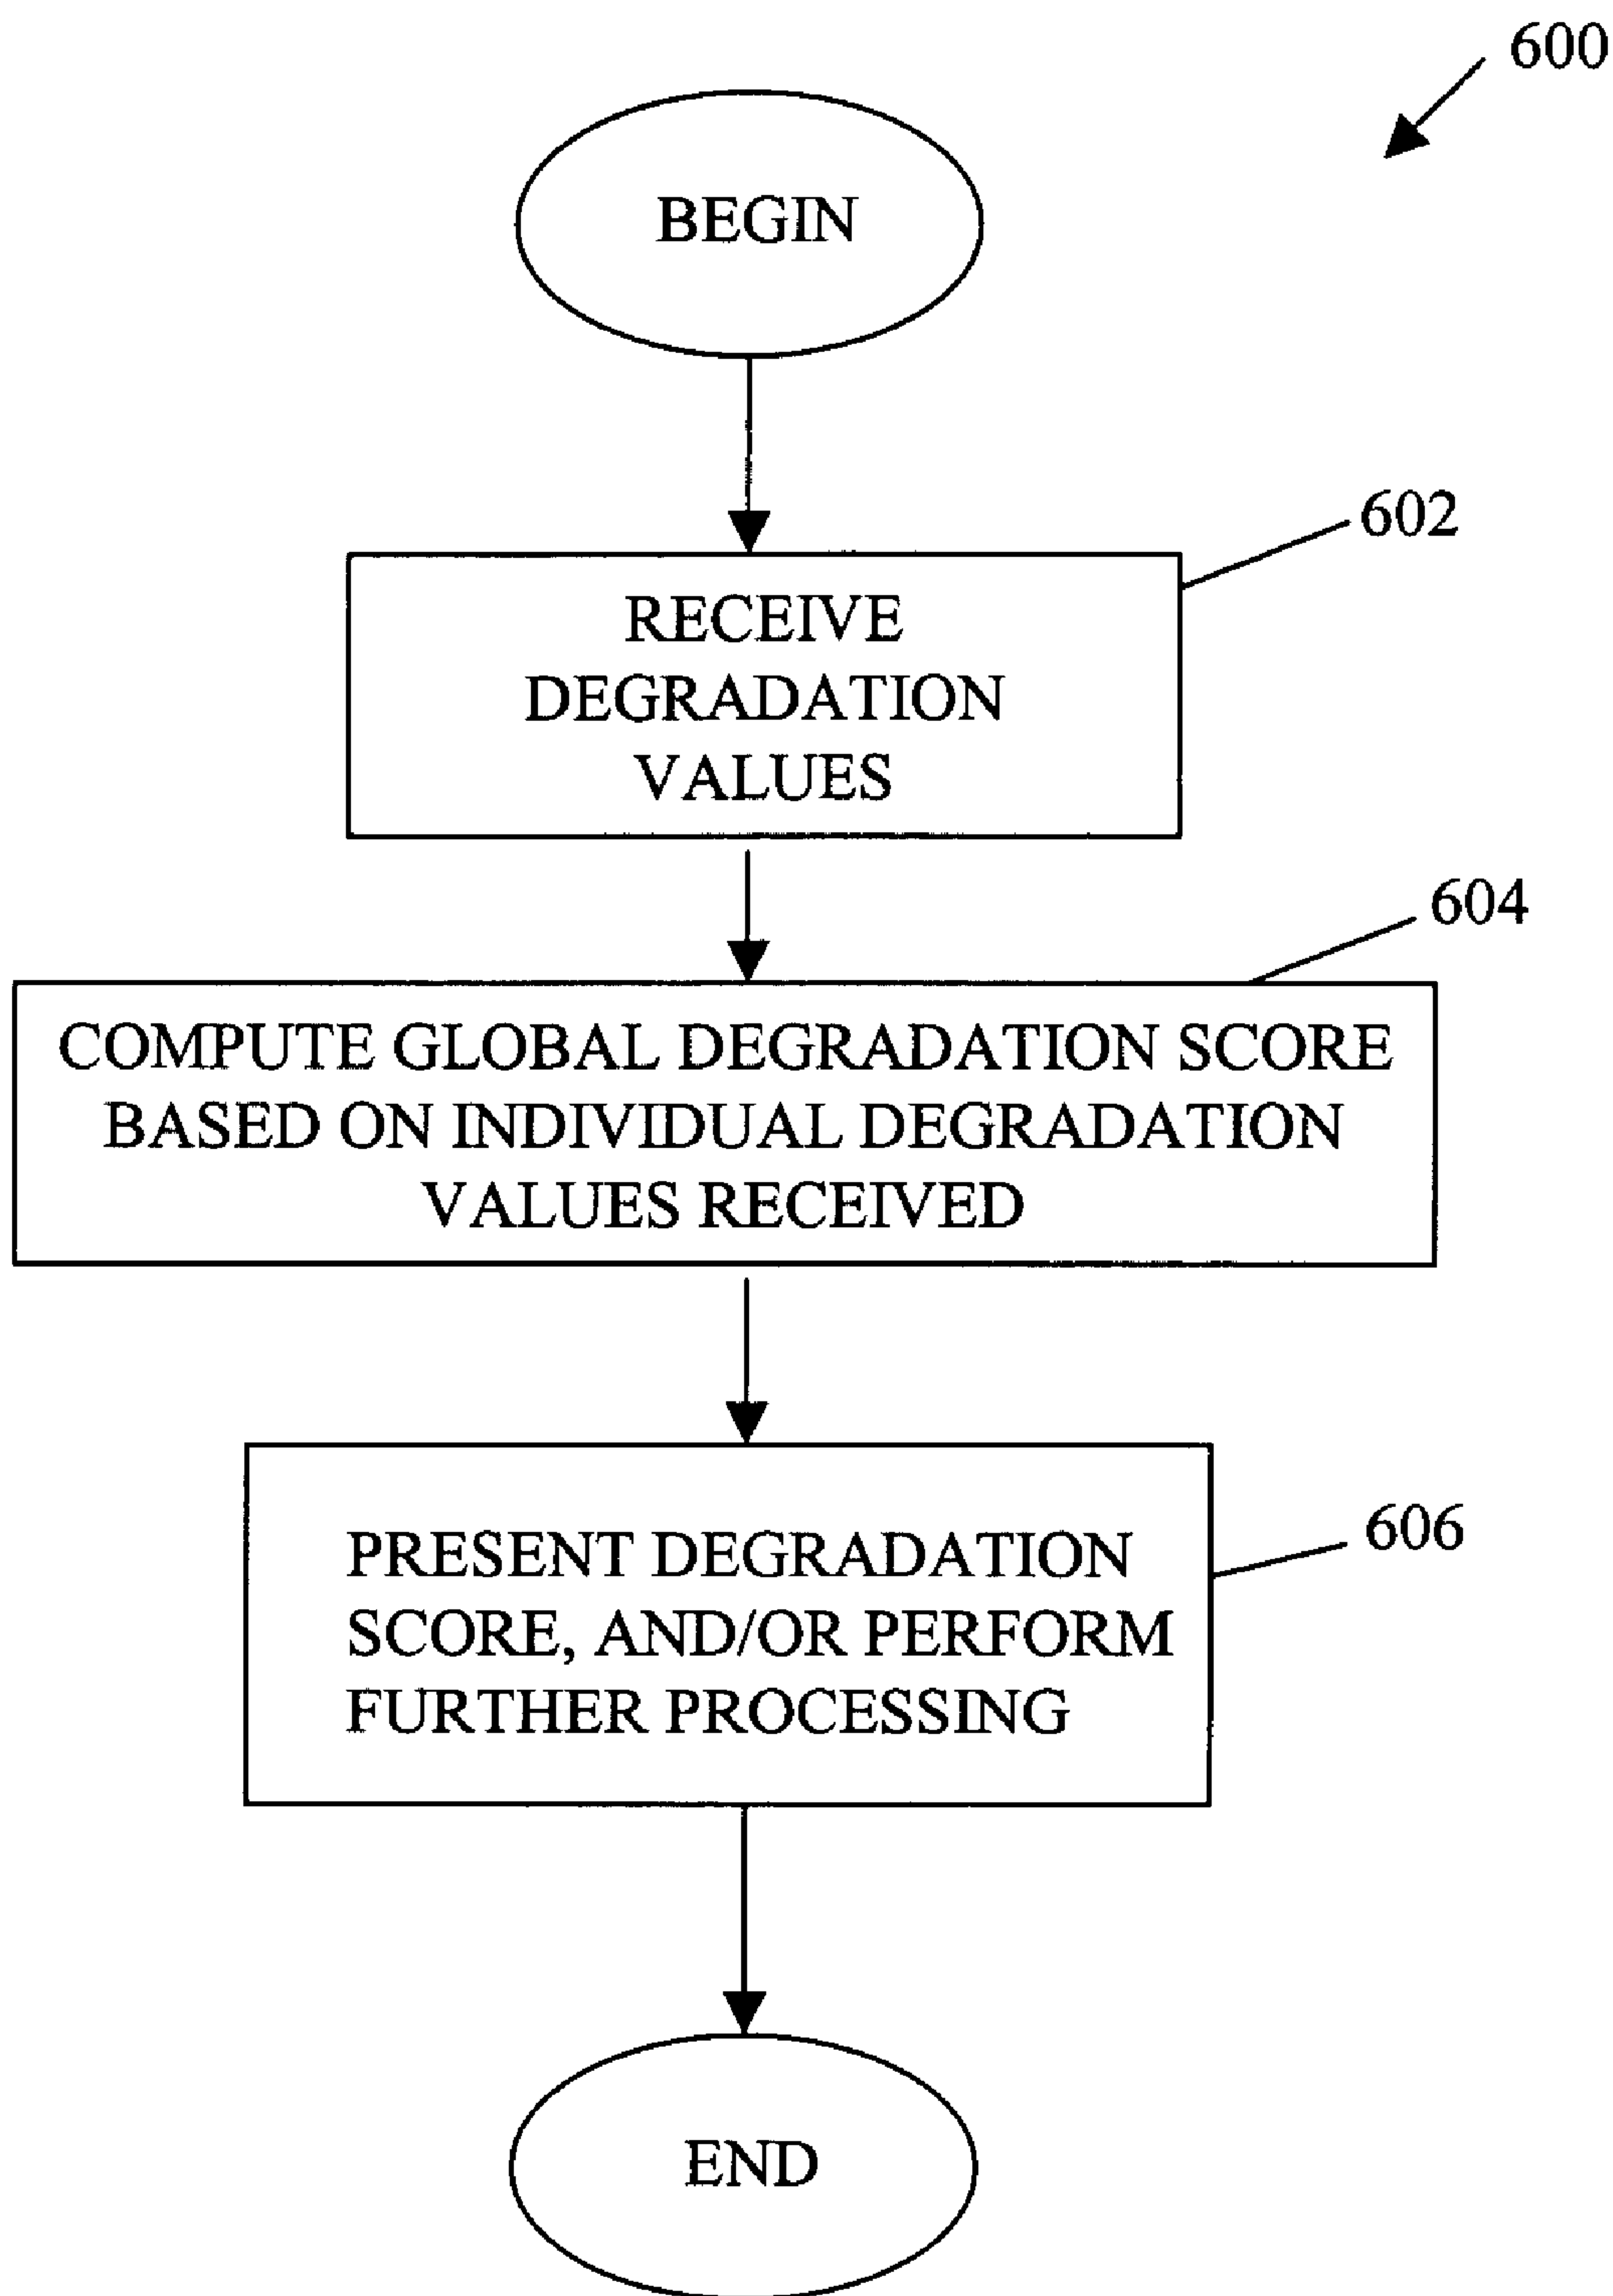 600
BEGIN
602
RECEIVE
DEGRADATION
VALUES
604
COMPUTE GLOBAL DEGRADATION SCORE
BASED ON INDIVIDUAL DEGRADATION
VALUES RECEIVED
606
PRESENT DEGRADATION
SCORE, AND/OR PERFORM
FURTHER PROCESSING
END